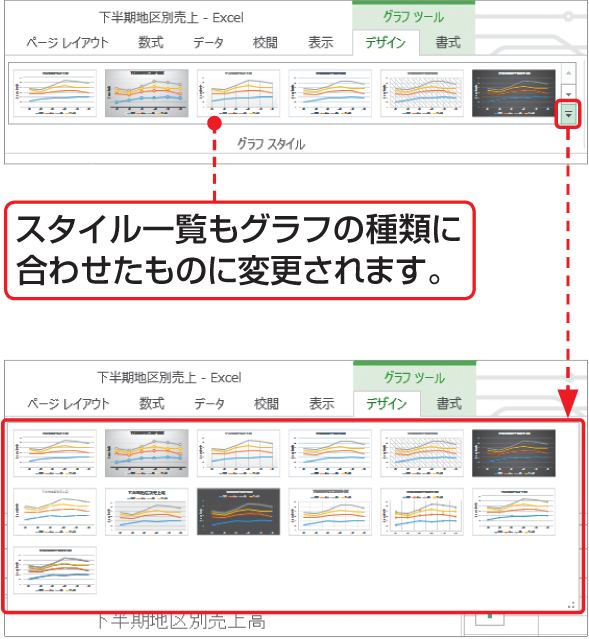 下半期地区別売上 - Excel
グラフ ツール
ページ レイアウト 数式 データ 校閲 表示 デザイン 書式
グラフ スタイル
スタイル一覧もグラフの種類に
合わせたものに変更されます。
下半期地区別売上 - Excel
グラフ ツール
ページ レイアウト 数式 データ 校閲 表示 デザイン 書式
下半期地区別売上高